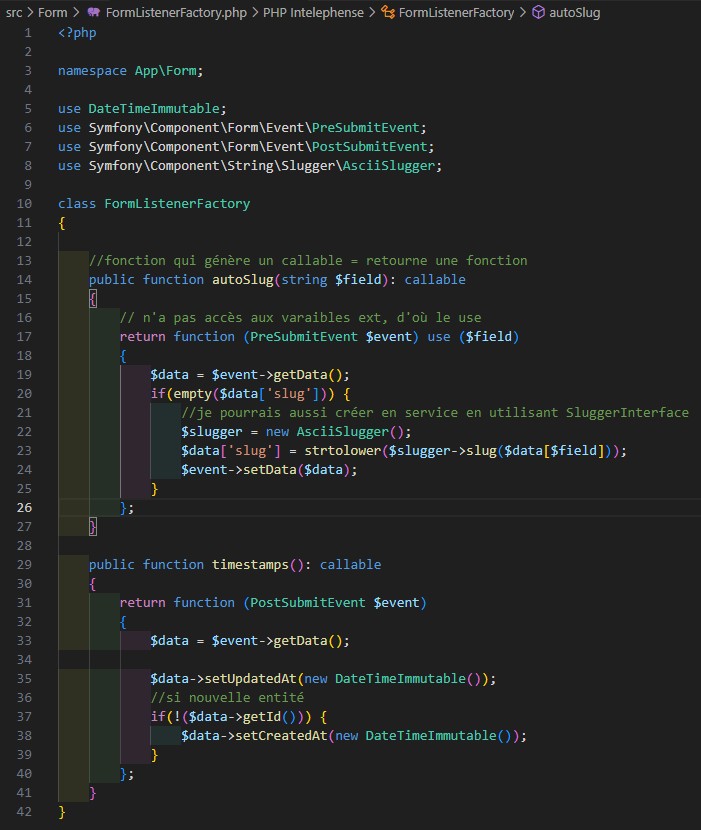 src > Form > FormListenerFactory.php > PHP Intelephense > FormListenerFactory > autoSlug
1 <?php
2
3 namespace App\Form;
4
5 use DateTimeImmutable;
6 use Symfony\Component\Form\Event\PreSubmitEvent;
7 use Symfony\Component\Form\Event\PostSubmitEvent;
8 use Symfony\Component\String\Slugger\AsciiSlugger;
9
10 class FormListenerFactory
11 {
12
13     //fonction qui génère un callable = retourne une fonction
14     public function autoSlug(string $field): callable
15     {
16         // n'a pas accès aux varaibles ext, d'où le use
17         return function (PreSubmitEvent $event) use ($field)
18         {
19             $data = $event->getData();
20             if(empty($data['slug'])) {
21                 //je pourrais aussi créer en service en utilisant SluggerInterface
22                 $slugger = new AsciiSlugger();
23                 $data['slug'] = strtolower($slugger->slug($data[$field]));
24                 $event->setData($data);
25             }
26         };
27     }
28
29     public function timestamps(): callable
30     {
31         return function (PostSubmitEvent $event)
32         {
33             $data = $event->getData();
34
35             $data->setUpdatedAt(new DateTimeImmutable());
36             //si nouvelle entité
37             if(!($data->getId())) {
38                 $data->setCreatedAt(new DateTimeImmutable());
39             }
40         };
41     }
42 }